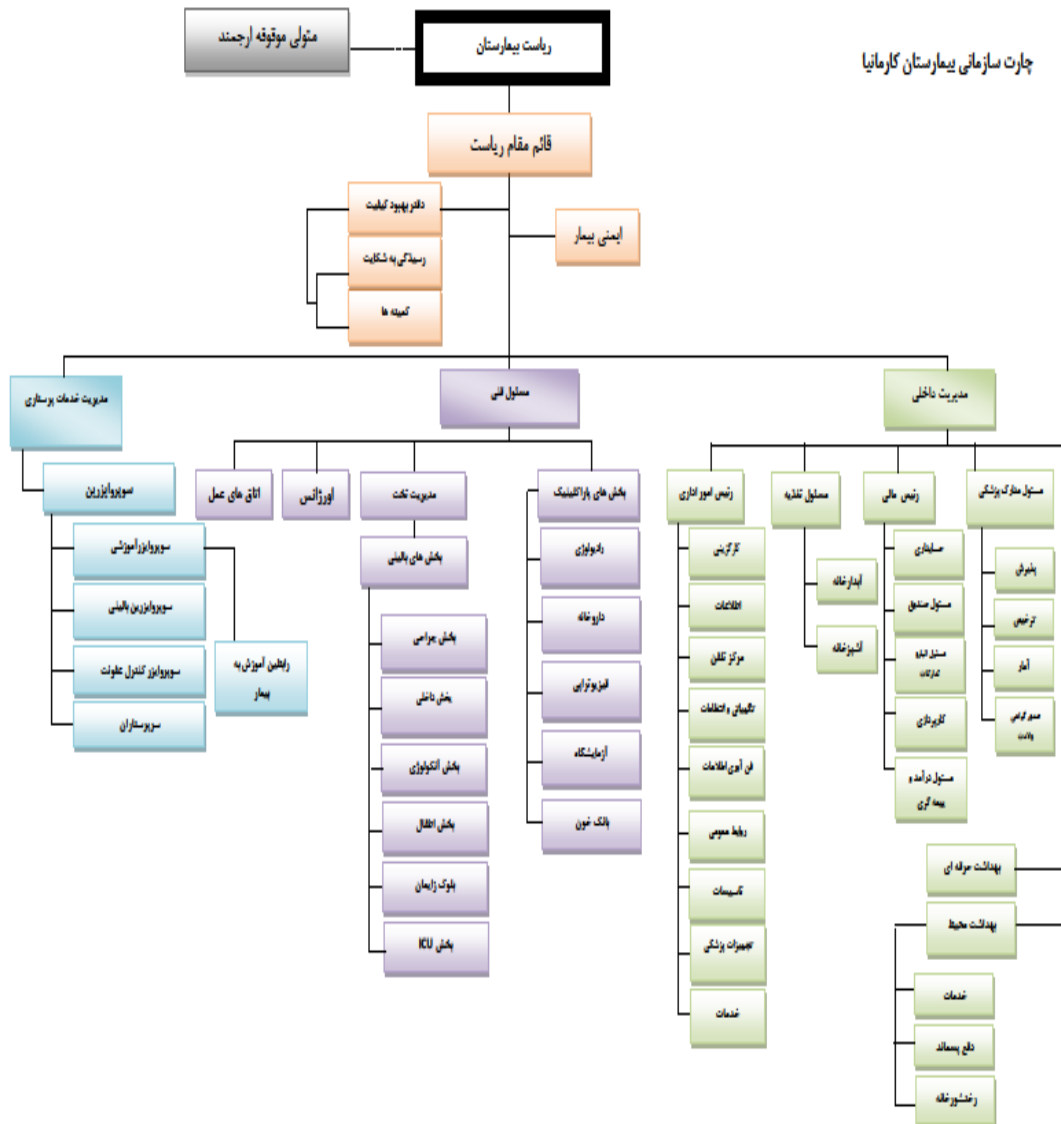 چارت سازمانی بیمارستان کارمانیا
ریاست بیمارستان
متولی موقوفه ارجمند
قائم مقام ریاست
دفتر بهبود کیفیت
رسیدگی به شکایت
کمیته ها
ایمنی بیمار
مدیریت داخلی
مسئول فنی
مدیریت خدمات پرستاری
مسئول مدارک پزشکی
پذیرش
ترخیص
آمار
صدور گواهی
ولادت
رئیس مالی
حسابداری
مسئول صندوق
مسئول انبار و
تدارکات
کارپردازی
مسئول درآمد و
بیمه گری
مسئول تغذیه
آبدارخانه
آشپزخانه
رئیس امور اداری
کارگزینی
اطلاعات
مرکز تلفن
نگهبانی و انتظامات
فن آوری اطلاعات
روابط عمومی
تاسیسات
تجهیزات پزشکی
خدمات
بهداشت حرفه ای
بهداشت محیط
خدمات
دفع پسماند
رختشورخانه
بخش های پاراکلینیک
رادیولوژی
داروخانه
فیزیوتراپی
آزمایشگاه
بانک خون
مدیریت تخت
بخش های بالینی
بخش جراحی
بخش داخلی
بخش آنکولوژی
بخش اطفال
بلوک زایمان
بخش ICU
اورژانس
اتاق های عمل
سوپروایزرین
سوپروایزر آموزشی
سوپروایزرین بالینی
سوپروایزر کنترل عفونت
سرپرستاران
رابطین آموزش به
بیمار